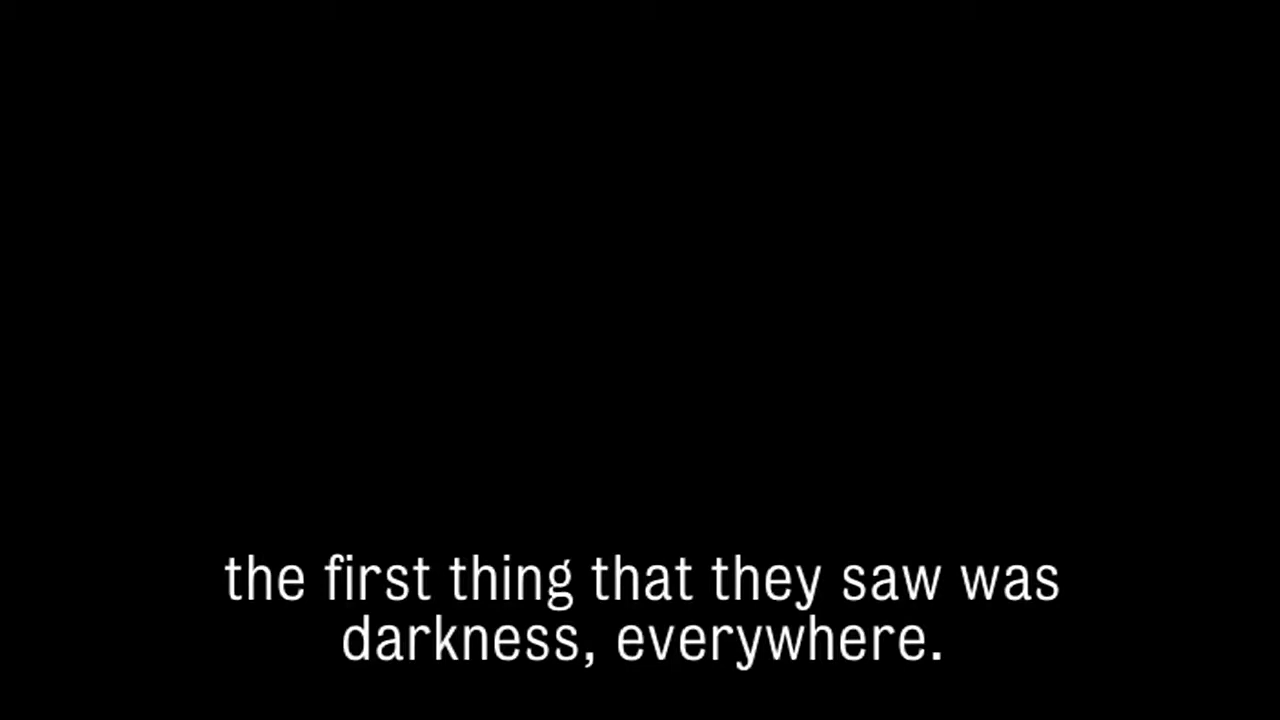 the first thing that they saw was
darkness, everywhere.